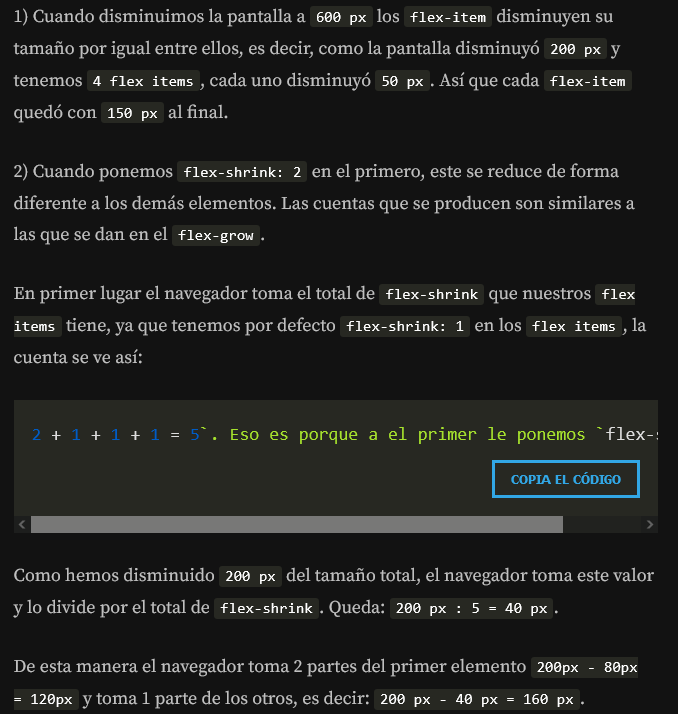 1) Cuando disminuimos la pantalla a 600 px los flex-item disminuyen su
tamaño por igual entre ellos, es decir, como la pantalla disminuyó 200 px y
tenemos 4 flex items , cada uno disminuyó 50 px . Así que cada flex-item
quedó con 150 px al final.
2) Cuando ponemos flex-shrink: 2 en el primero, este se reduce de forma
diferente a los demás elementos. Las cuentas que se producen son similares a
las que se dan en el flex-grow .
En primer lugar el navegador toma el total de flex-shrink que nuestros flex
items tiene, ya que tenemos por defecto flex-shrink: 1 en los flex items , la
cuenta se ve así:
2 + 1 + 1 + 1 = 5`. Eso es porque a el primer le ponemos `flex-s
COPIA EL CÓDIGO
Como hemos disminuido 200 px del tamaño total, el navegador toma este valor
y lo divide por el total de flex-shrink . Queda: 200 px : 5 = 40 px .
De esta manera el navegador toma 2 partes del primer elemento 200px - 80px
= 120px y toma 1 parte de los otros, es decir: 200 px - 40 px = 160 px .